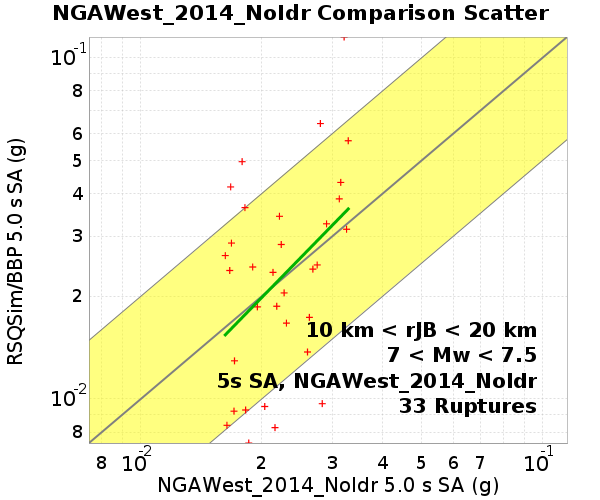 NGAWest_2014_NoIdr Comparison Scatter
RSQSim/BBP 5.0 s SA (g)
10^-1
8
6
5
4
3
2
10^-2
8
10 km < rJB < 20 km
7 < Mw < 7.5
5s SA, NGAWest_2014_NoIdr
33 Ruptures
8 10^-2 2 3 4 5 6 7 8 10^-1
NGAWest_2014_NoIdr 5.0 s SA (g)